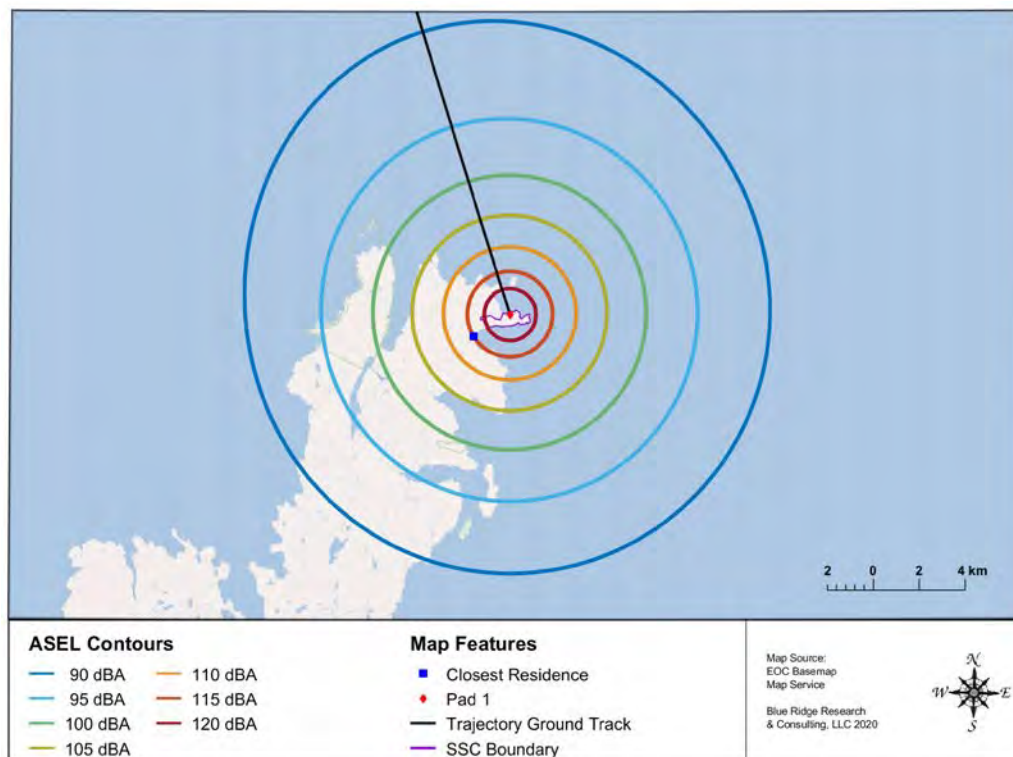 2 0 2 4 km
ASEL Contours
90 dBA
95 dBA
100 dBA
105 dBA
110 dBA
115 dBA
120 dBA
Map Features
Closest Residence
Pad 1
Trajectory Ground Track
SSC Boundary
Map Source:
EOC Basemap
Map Service
Blue Ridge Research
& Consulting, LLC 2020
N
W E
S